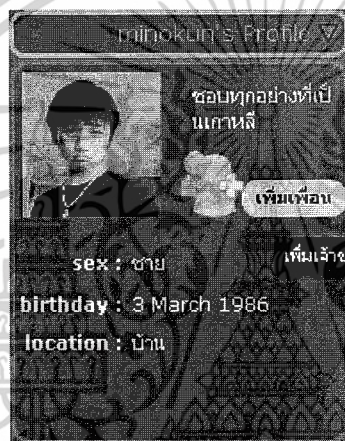 minokun's Profile
ชอบทุกอย่างที่เป็
นเกาหลี
เพิ่มเพื่อน
เพิ่มเจ้าข
sex : ชาย
birthday : 3 March 1986
location : บ้าน